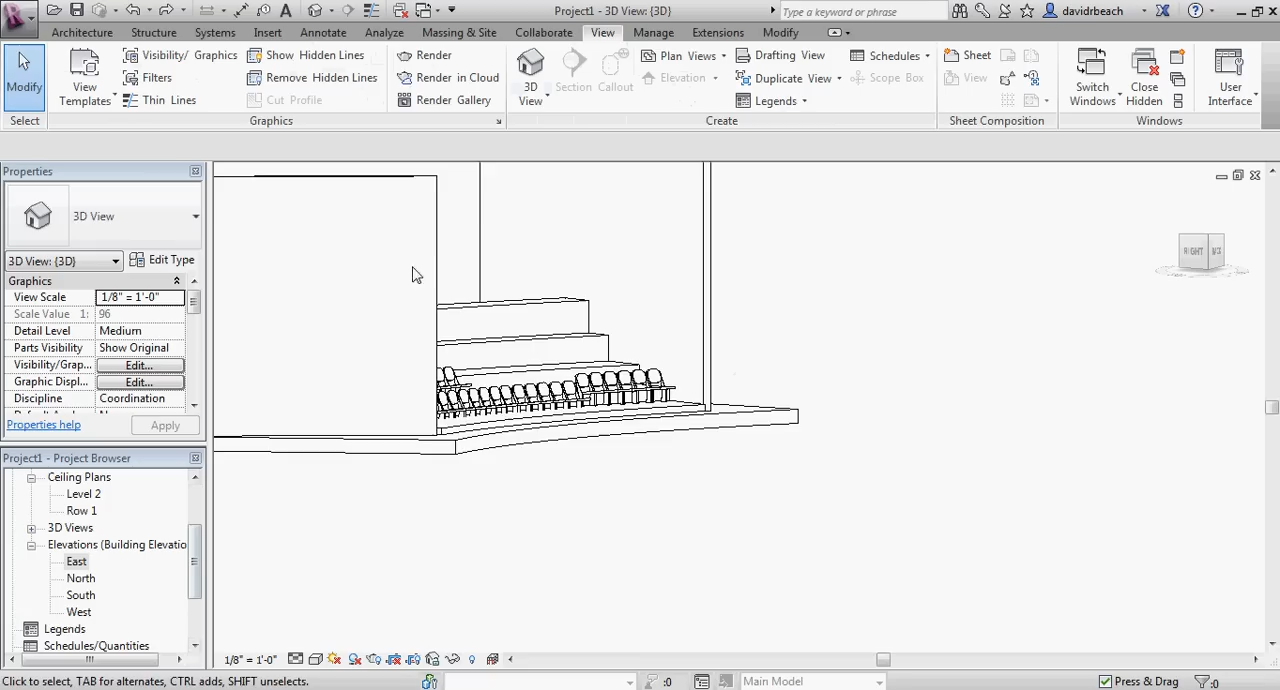 Project1 - 3D View: {3D}
Type a keyword or phrase
davidrbeach
Architecture Structure Systems Insert Annotate Analyze Massing & Site Collaborate View Manage Extensions Modify
Modify
View Templates
Visibility/ Graphics
Filters
Thin Lines
Show Hidden Lines
Remove Hidden Lines
Cut Profile
Render
Render in Cloud
Render Gallery
3D View
Section
Callout
Plan Views
Elevation
Drafting View
Duplicate View
Legends
Schedules
Scope Box
Sheet
View
Switch Windows
Close Hidden
User Interface
Select Graphics Create Sheet Composition Windows
Properties
3D View
3D View: {3D} Edit Type
Graphics
View Scale 1/8" = 1'-0"
Scale Value 1: 96
Detail Level Medium
Parts Visibility Show Original
Visibility/Grap... Edit...
Graphic Displ... Edit...
Discipline Coordination
Properties help Apply
Project1 - Project Browser
Ceiling Plans
Level 2
Row 1
3D Views
Elevations (Building Elevatio
East
North
South
West
Legends
Schedules/Quantities
RIGHT
1/8" = 1'-0"
Click to select, TAB for alternates, CTRL adds, SHIFT unselects.
:0
Main Model
Press & Drag
:0